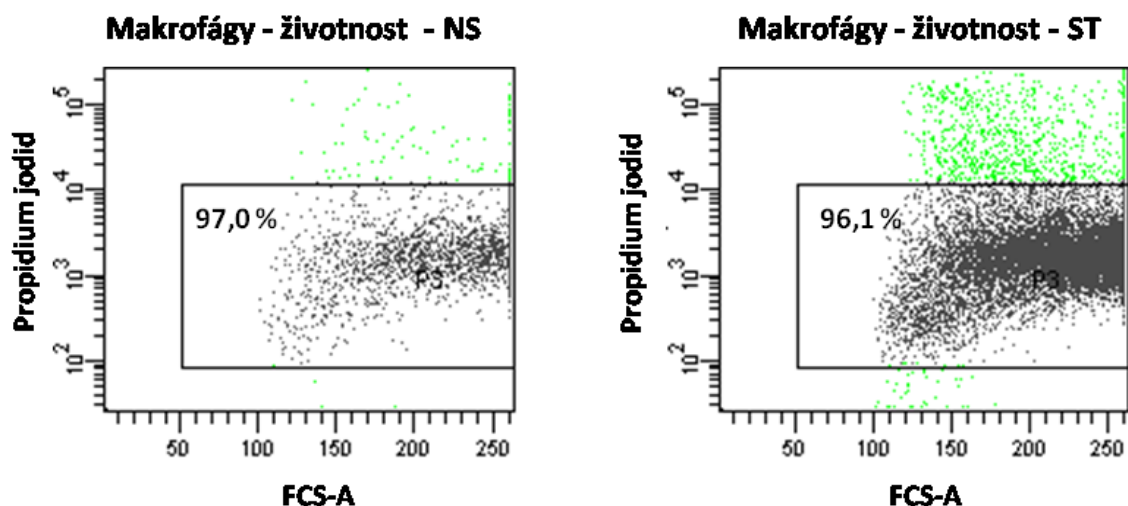 Makrofágy - životnost - NS
Propidium jodid
10^5
10^4
10^3
10^2
97,0 %
P3
50 100 150 200 250
FCS-A
Makrofágy - životnost - ST
Propidium jodid
10^5
10^4
10^3
10^2
96,1 %
P3
50 100 150 200 250
FCS-A